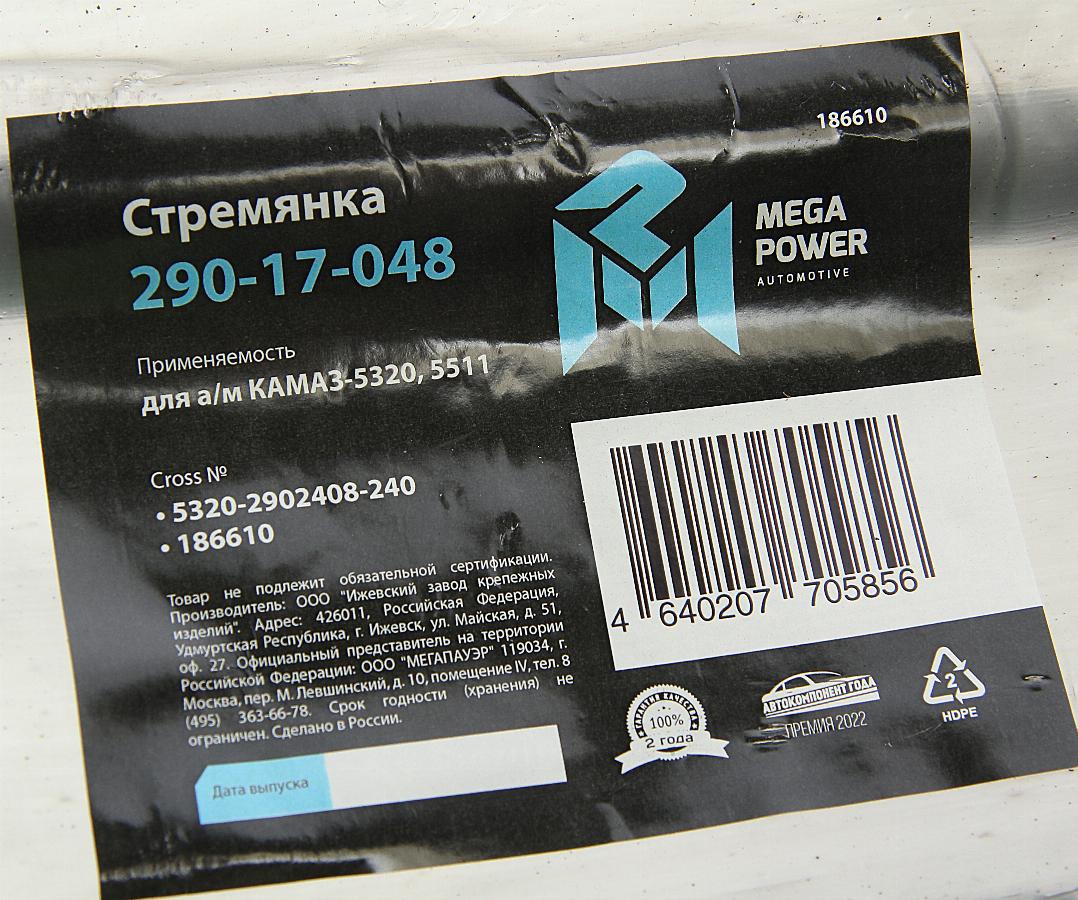 186610
Стремянка
290-17-048
MEGA
POWER
AUTOMOTIVE
Применяемость
для а/м КАМАЗ-5320, 5511
Cross №
• 5320-2902408-240
• 186610
Товар не подлежит обязательной сертификации.
Производитель: ООО "Ижевский завод крепежных
изделий". Адрес: 426011, Российская Федерация,
Удмуртская Республика, г. Ижевск, ул. Майская, д. 51,
оф. 27. Официальный представитель на территории
Российской Федерации: ООО "МЕГАПАУЭР" 119034, г.
Москва, пер. М. Левшинский, д. 10, помещение IV, тел. 8
(495) 363-66-78. Срок годности (хранения) не
ограничен. Сделано в России.
Дата выпуска
4 640207 705856
ГАРАНТИЯ КАЧЕСТВА
100%
2 года
АВТОКОМПОНЕНТ ГОДА
ПРЕМИЯ 2022
2
HDPE